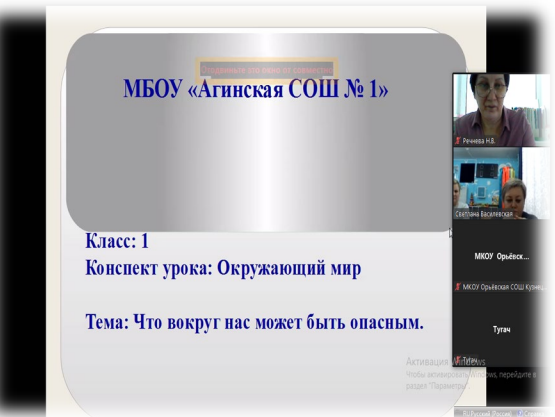 МБОУ «Агинская СОШ № 1»
Класс: 1
Конспект урока: Окружающий мир
Тема: Что вокруг нас может быть опасным.
Речнева Н.В.
Светлана Василевская
МКОУ Орьёвск...
МКОУ Орьёвская СОШ Кузнец...
Тугач
Тугач
Активация Windows
Чтобы активировать Windows, перейдите в
раздел "Параметры".